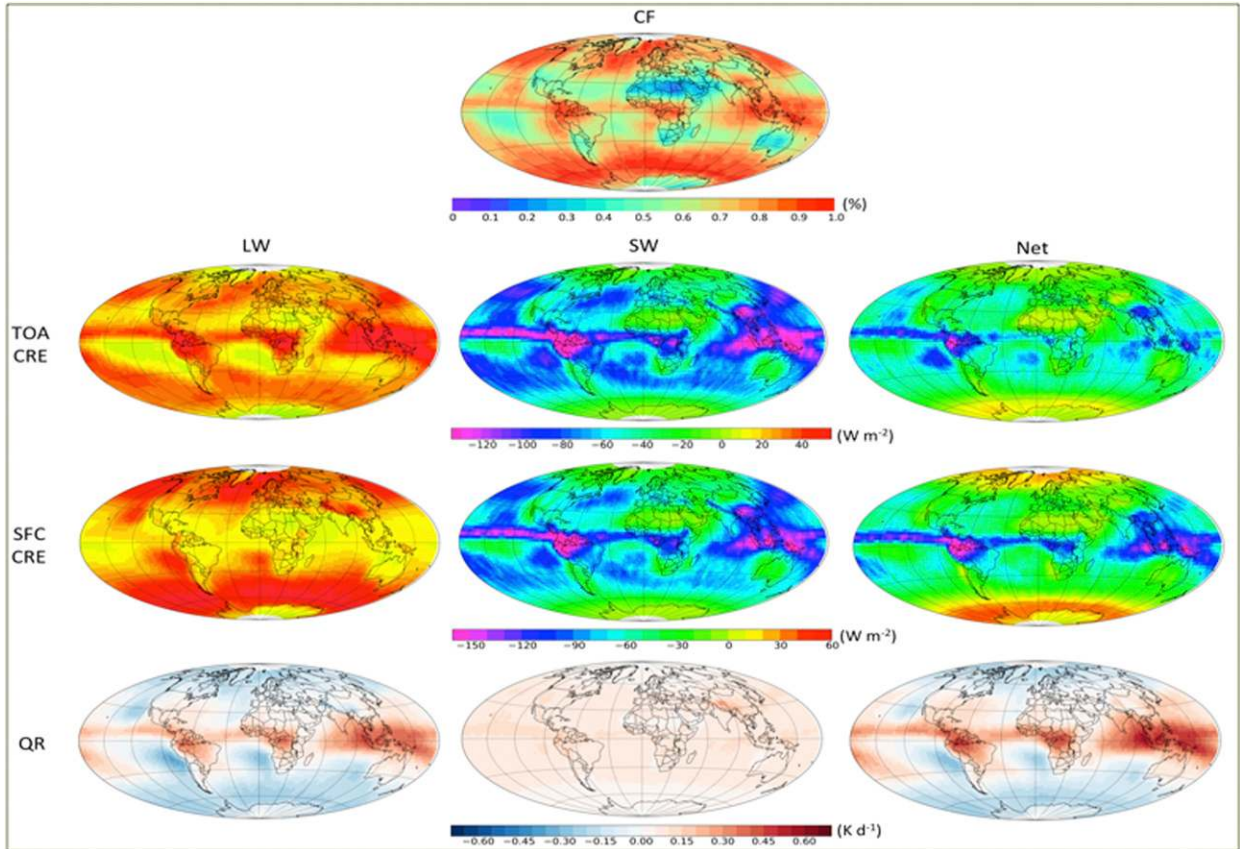 CF
0 0.1 0.2 0.3 0.4 0.5 0.6 0.7 0.8 0.9 1.0 (%)
LW SW Net
TOA
CRE
−120 −100 −80 −60 −40 −20 0 20 40 (W m⁻²)
SFC
CRE
−150 −120 −90 −60 −30 0 30 60 (W m⁻²)
QR
−0.60 −0.45 −0.30 −0.15 0.00 0.15 0.30 0.45 0.60 (K d⁻¹)